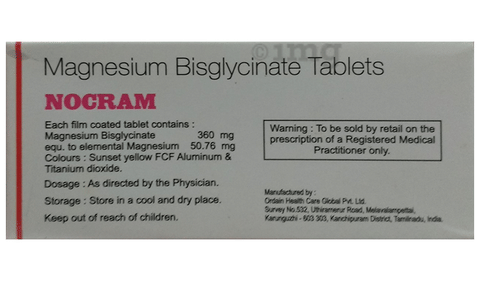 Magnesium Bisglycinate Tablets
NOCRAM
Each film coated tablet contains :
Magnesium Bisglycinate 360 mg
equ. to elemental Magnesium 50.76 mg
Colours : Sunset yellow FCF Aluminum &
Titanium dioxide.
Dosage : As directed by the Physician.
Storage : Store in a cool and dry place.
Keep out of reach of children.
Warning : To be sold by retail on the
prescription of a Registered Medical
Practitioner only.
Manufactured by :
Ordain Health Care Global Pvt. Ltd.
Survey No.532, Uthiramerur Road, Melavalampettai,
Karunguzhi - 603 303, Kanchipuram District, Tamilnadu, India.
©1mg